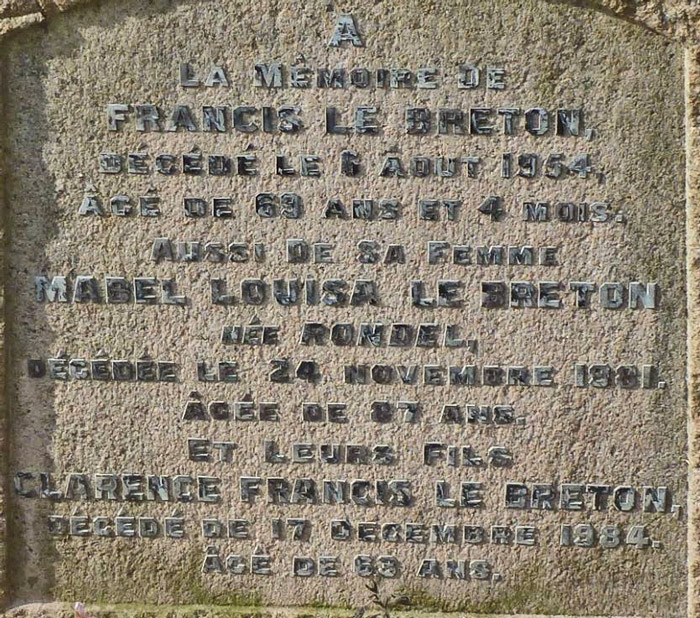 A
LA MÉMOIRE DE
FRANCIS LE BRETON,
DÉCÉDÉ LE 6 AOUT 1954,
ÂGÉ DE 69 ANS ET 4 MOIS.
AUSSI DE SA FEMME
MABEL LOUISA LE BRETON
NÉE RONDEL,
DÉCÉDÉE LE 24 NOVEMBRE 1981.
ÂGÉE DE 87 ANS.
ET LEURS FILS
CLARENCE FRANCIS LE BRETON,
DÉCÉDÉ DE 17 DECEMBRE 1984.
ÂGÉ DE 63 ANS.